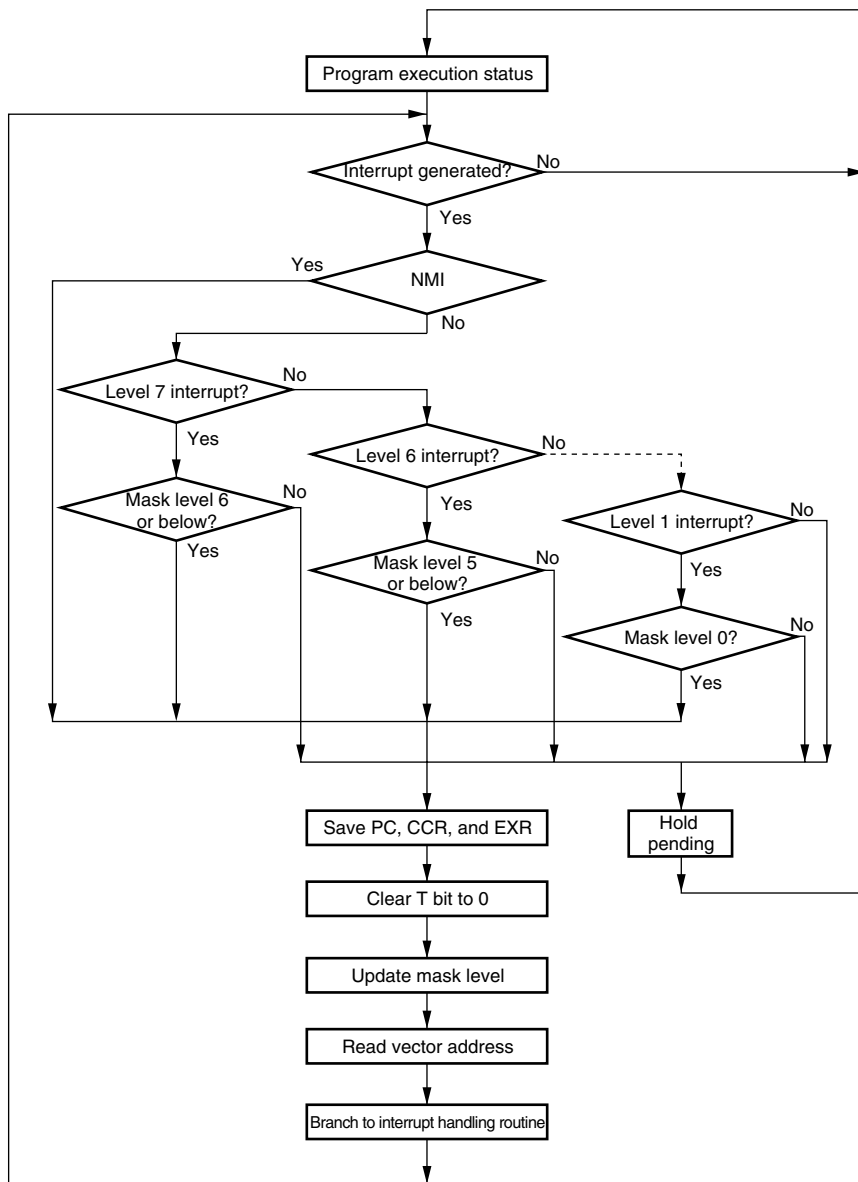 Program execution status
Interrupt generated?
No
Yes
Yes
NMI
No
Level 7 interrupt?
No
Yes
Level 6 interrupt?
No
Yes
Mask level 6
or below?
No
Yes
Level 1 interrupt?
No
Yes
Mask level 5
or below?
No
Yes
Mask level 0?
No
Yes
Save PC, CCR, and EXR
Hold
pending
Clear T bit to 0
Update mask level
Read vector address
Branch to interrupt handling routine